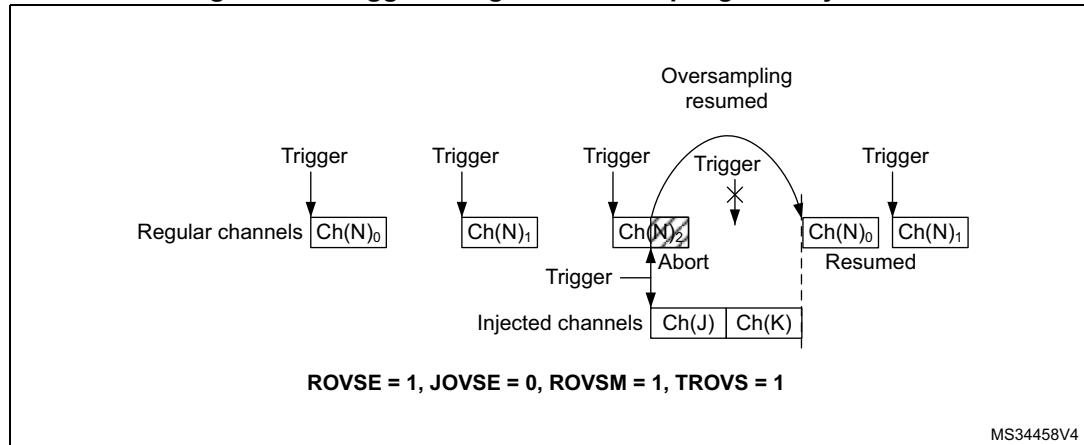 Oversampling
resumed
Trigger Trigger Trigger Trigger Trigger
Regular channels Ch(N)₀ Ch(N)₁ Ch(N)₂ Ch(N)₀ Ch(N)₁
Abort Resumed
Trigger
Injected channels Ch(J) Ch(K)
ROVSE = 1, JOVSE = 0, ROVSM = 1, TROVS = 1
MS34458V4